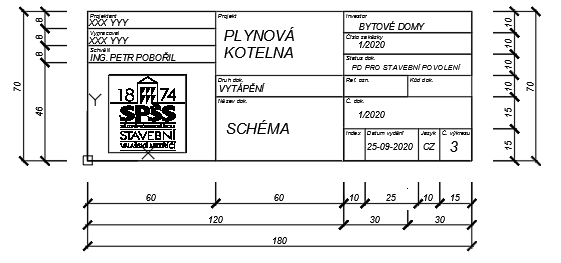 Projektant
XXX YYY
Vypracoval
XXX YYY
Schválil
ING. PETR POBOŘIL
18 74
SPŠS
STAVEBNÍ
VALAŠSKÉ MEZIŘÍČÍ
Y
X
Projekt
PLYNOVÁ
KOTELNA
Druh dok.
VYTÁPĚNÍ
Název dok.
SCHÉMA
Investor
BYTOVÉ DOMY
Číslo zakázky
1/2020
Status dok.
PD PRO STAVEBNÍ POVOLENÍ
Ref. ozn.
Kód dok.
Č. dok.
1/2020
Index
Datum vydání
25-09-2020
Jazyk
CZ
Č. výkresu
3
70
8
8
8
46
10
10
10
10
15
15
70
60
60
10
25
10
15
120
30
30
180